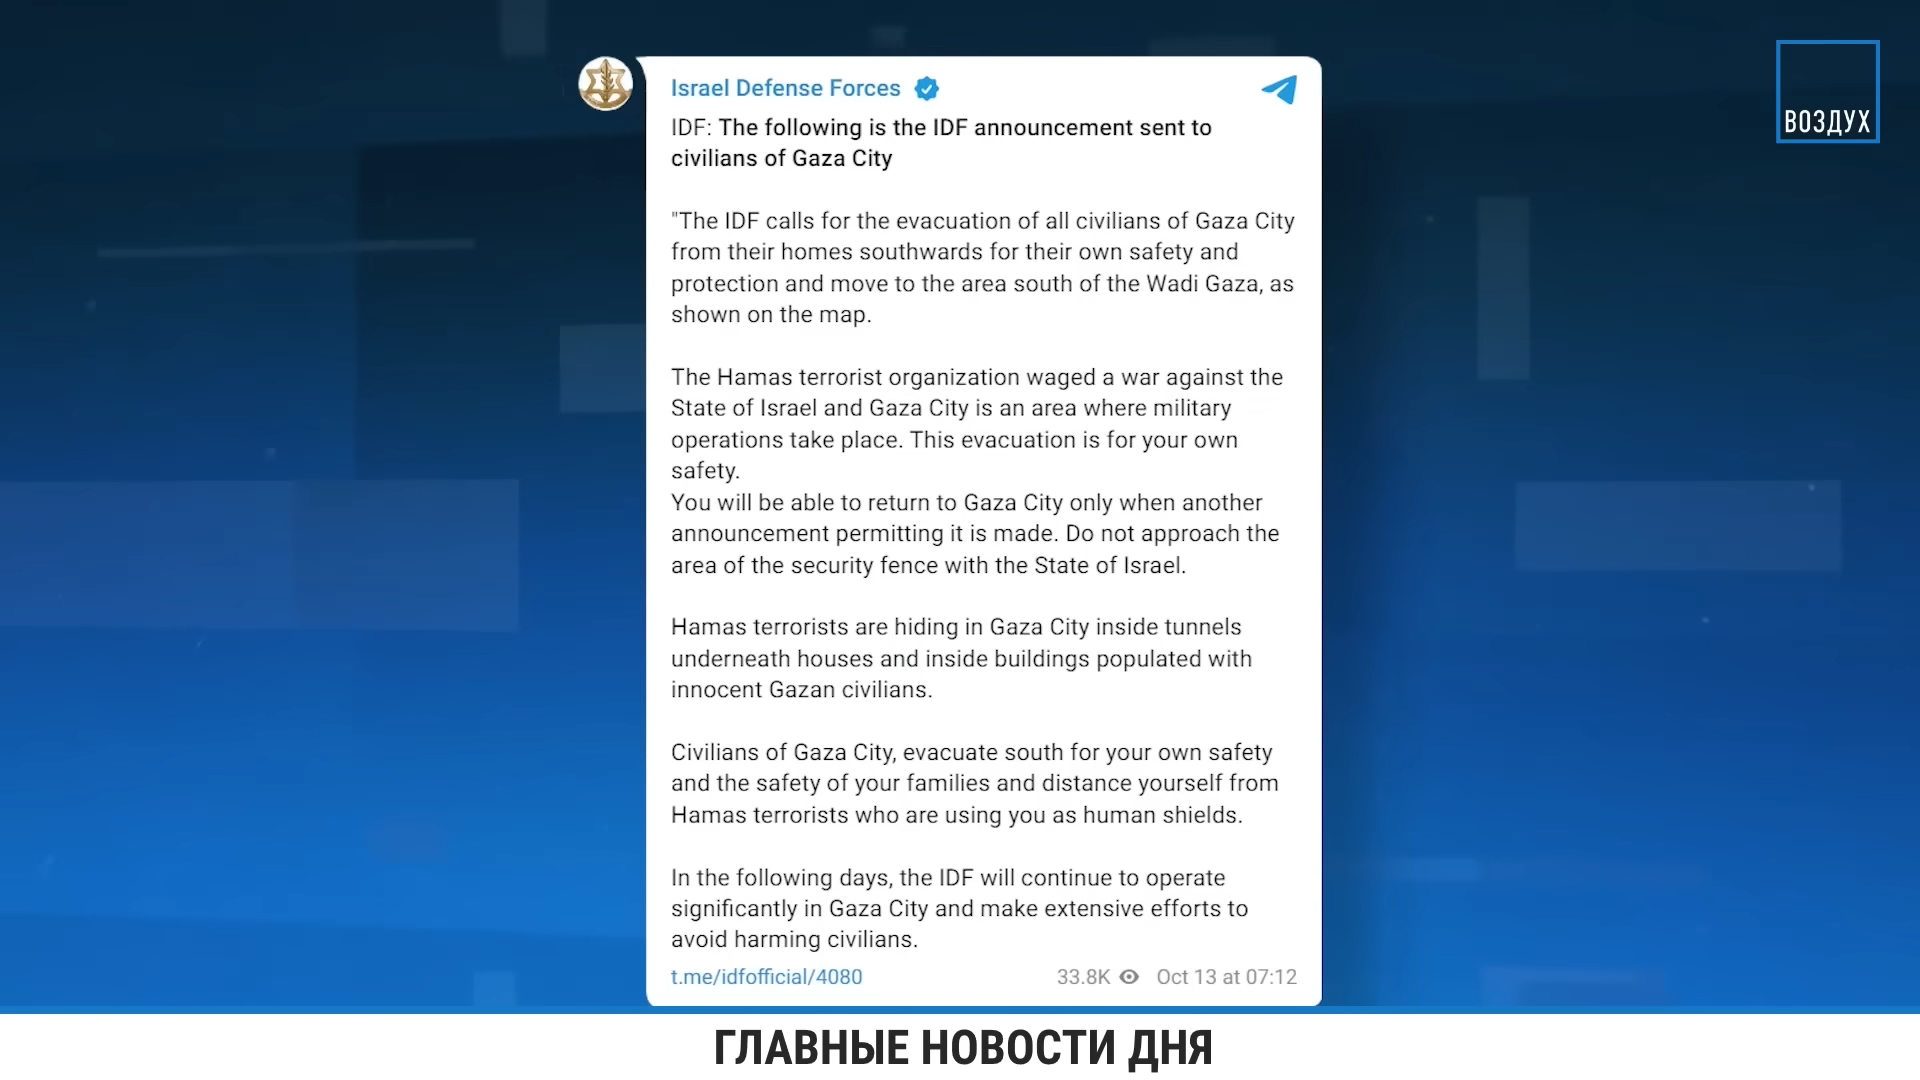 Israel Defense Forces
ВОЗДУХ
IDF: The following is the IDF announcement sent to
civilians of Gaza City
"The IDF calls for the evacuation of all civilians of Gaza City
from their homes southwards for their own safety and
protection and move to the area south of the Wadi Gaza, as
shown on the map.
The Hamas terrorist organization waged a war against the
State of Israel and Gaza City is an area where military
operations take place. This evacuation is for your own
safety.
You will be able to return to Gaza City only when another
announcement permitting it is made. Do not approach the
area of the security fence with the State of Israel.
Hamas terrorists are hiding in Gaza City inside tunnels
underneath houses and inside buildings populated with
innocent Gazan civilians.
Civilians of Gaza City, evacuate south for your own safety
and the safety of your families and distance yourself from
Hamas terrorists who are using you as human shields.
In the following days, the IDF will continue to operate
significantly in Gaza City and make extensive efforts to
avoid harming civilians.
t.me/idfofficial/4080 33.8K Oct 13 at 07:12
ГЛАВНЫЕ НОВОСТИ ДНЯ